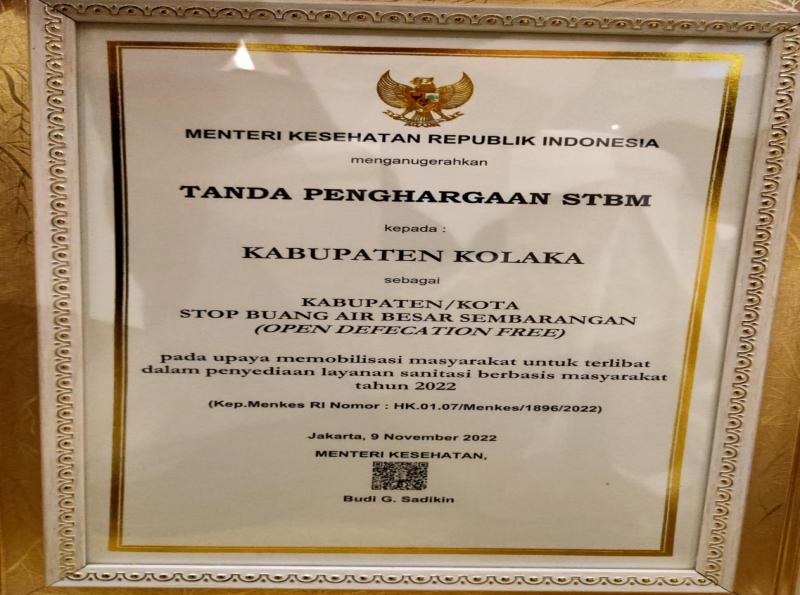 MENTERI KESEHATAN REPUBLIK INDONESIA
menganugerahkan
TANDA PENGHARGAAN STBM
kepada :
KABUPATEN KOLAKA
sebagai
KABUPATEN/KOTA
STOP BUANG AIR BESAR SEMBARANGAN
(OPEN DEFECATION FREE)
pada upaya memobilisasi masyarakat untuk terlibat
dalam penyediaan layanan sanitasi berbasis masyarakat
tahun 2022
(Kep.Menkes RI Nomor : HK.01.07/Menkes/1896/2022)
Jakarta, 9 November 2022
MENTERI KESEHATAN,
Budi G. Sadikin